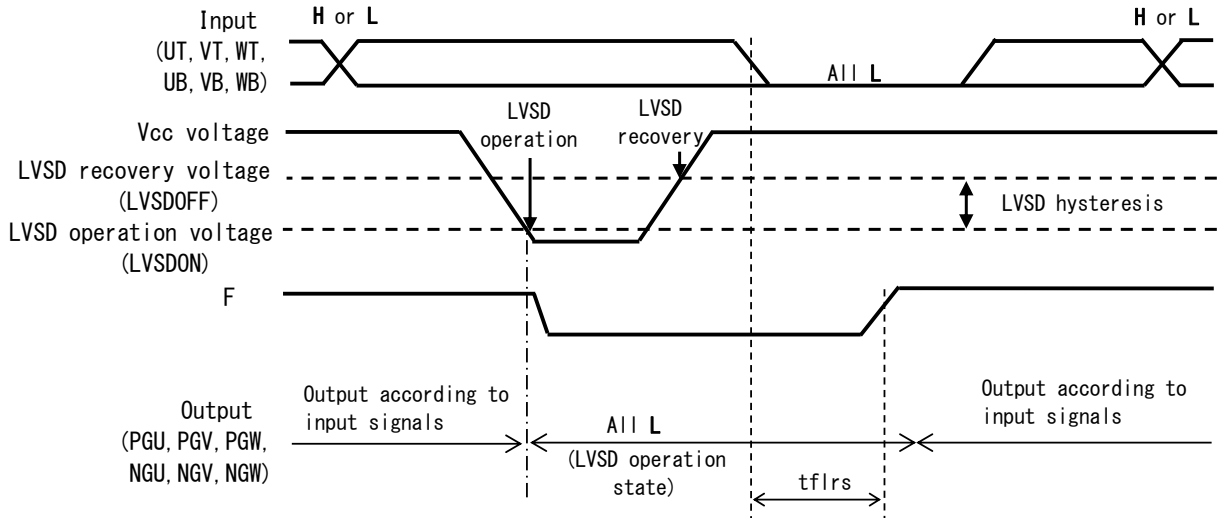 Input
(UT, VT, WT,
UB, VB, WB)
H or L
All L
H or L
Vcc voltage
LVSD
operation
LVSD
recovery
LVSD recovery voltage
(LVSDOFF)
LVSD hysteresis
LVSD operation voltage
(LVSDON)
F
Output
(PGU, PGV, PGW,
NGU, NGV, NGW)
Output according to
input signals
All L
(LVSD operation
state)
tflrs
Output according to
input signals